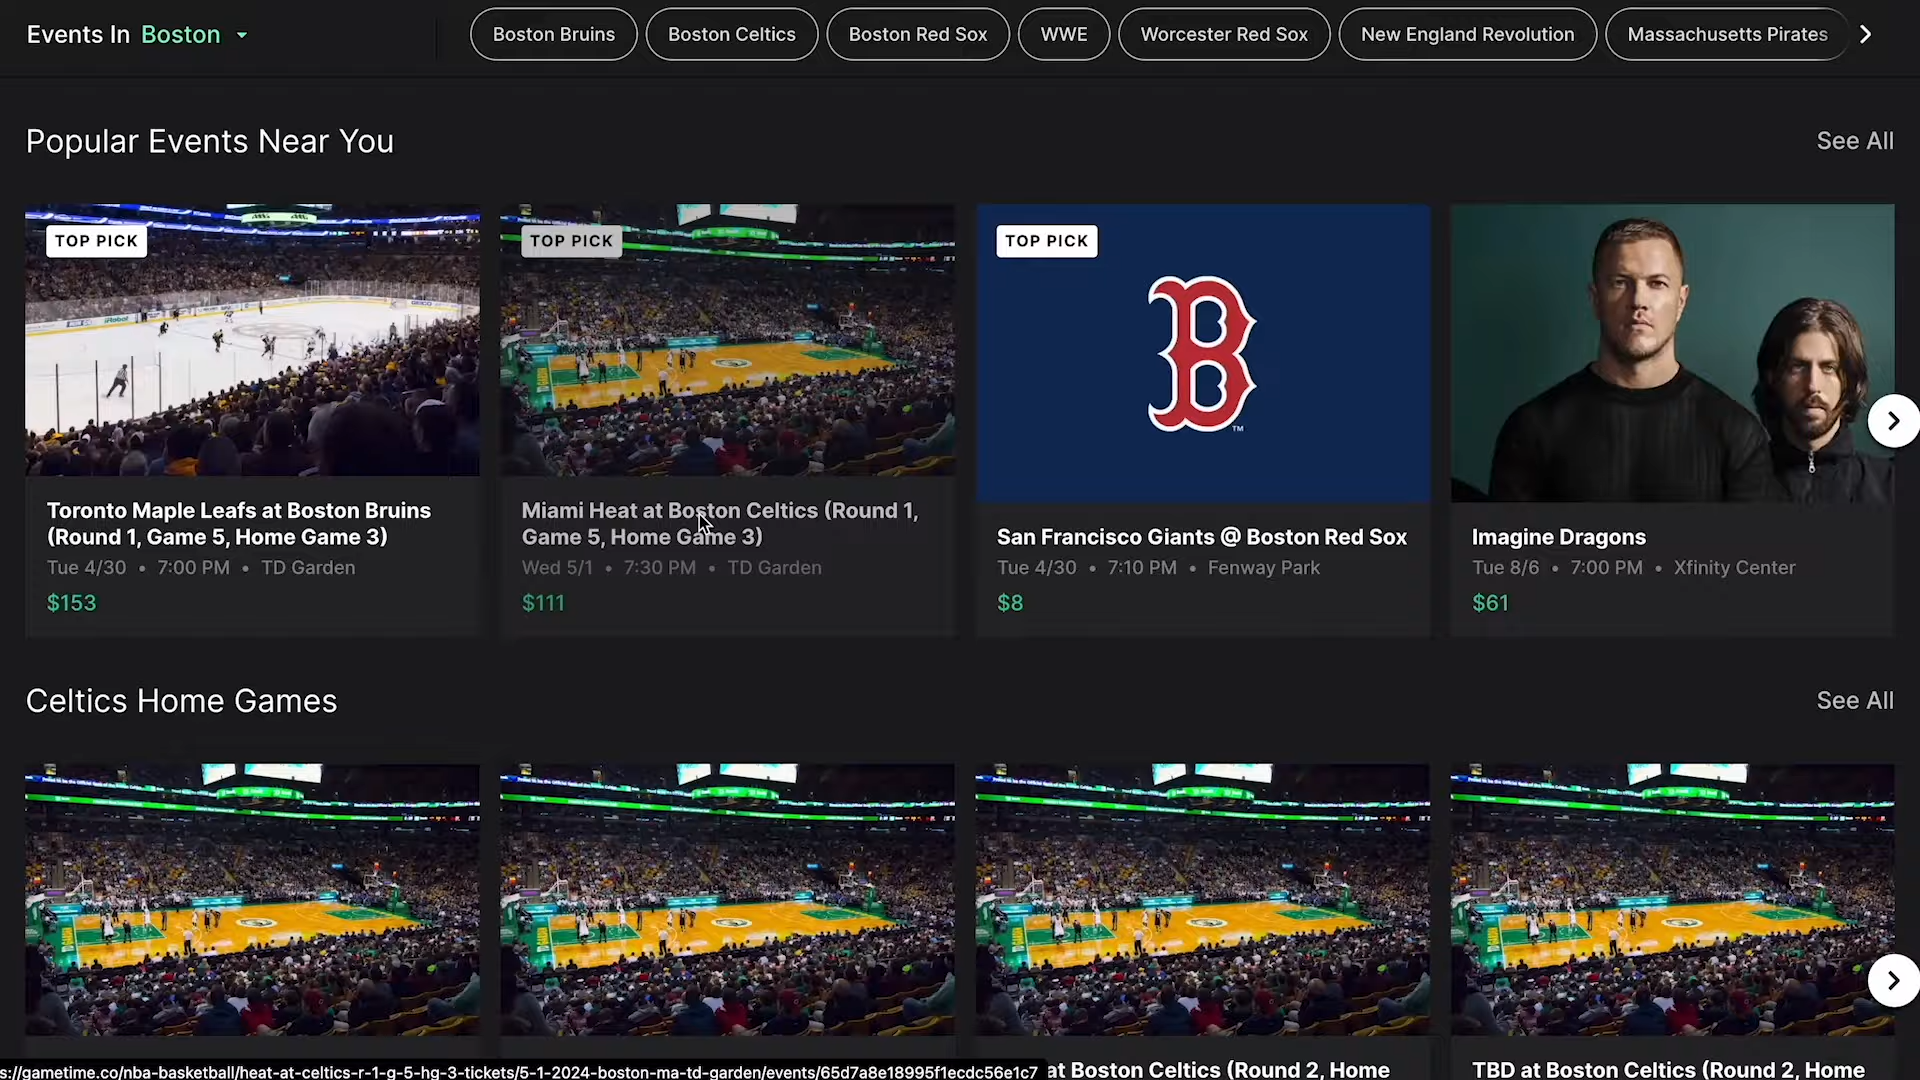 Events In Boston
Boston Bruins
Boston Celtics
Boston Red Sox
WWE
Worcester Red Sox
New England Revolution
Massachusetts Pirates
Popular Events Near You
See All
TOP PICK
Toronto Maple Leafs at Boston Bruins
(Round 1, Game 5, Home Game 3)
Tue 4/30 • 7:00 PM • TD Garden
$153
TOP PICK
Miami Heat at Boston Celtics (Round 1,
Game 5, Home Game 3)
Wed 5/1 • 7:30 PM • TD Garden
$111
TOP PICK
B
TM
San Francisco Giants @ Boston Red Sox
Tue 4/30 • 7:10 PM • Fenway Park
$8
Imagine Dragons
Tue 8/6 • 7:00 PM • Xfinity Center
$61
Celtics Home Games
See All
at Boston Celtics (Round 2, Home
TBD at Boston Celtics (Round 2, Home
s://gametime.co/nba-basketball/heat-at-celtics-r-1-g-5-hg-3-tickets/5-1-2024-boston-ma-td-garden/events/65d7a8e18995f1ecdc56e1c7